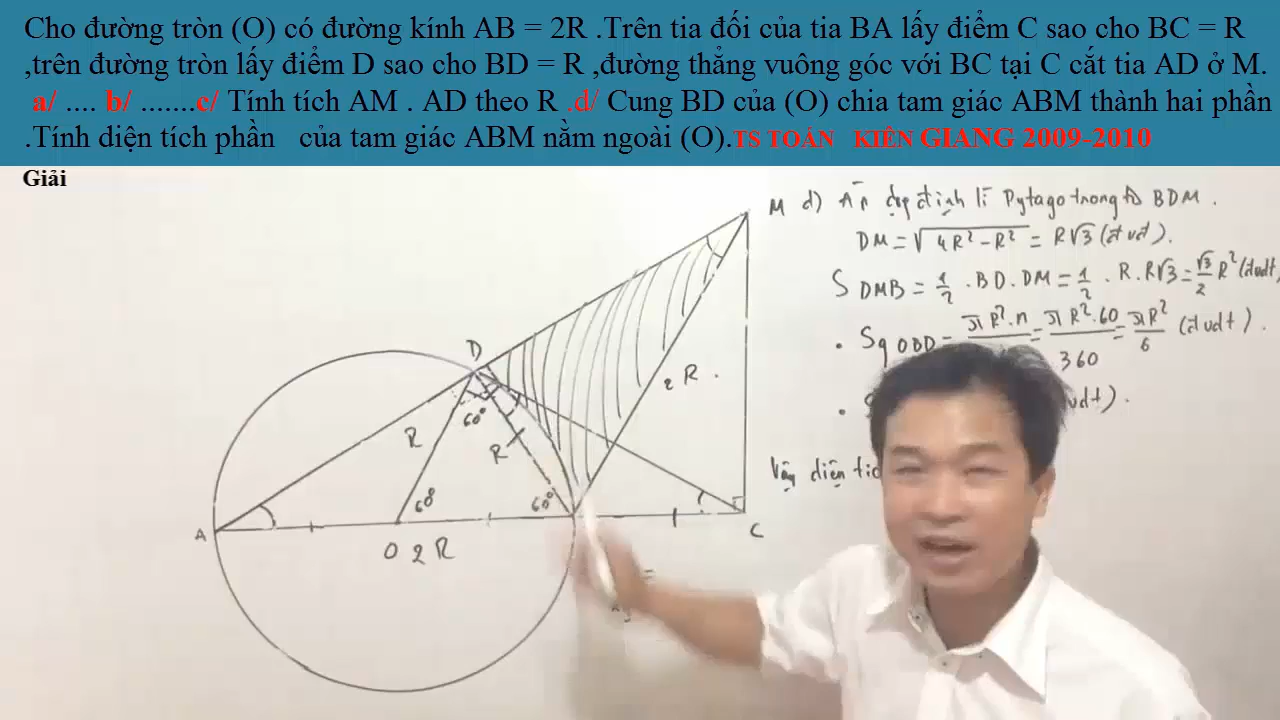 Cho đường tròn (O) có đường kính AB = 2R .Trên tia đối của tia BA lấy điểm C sao cho BC = R
,trên đường tròn lấy điểm D sao cho BD = R ,đường thẳng vuông góc với BC tại C cắt tia AD ở M.
a/ .... b/ .......c/ Tính tích AM . AD theo R .d/ Cung BD của (O) chia tam giác ABM thành hai phần
.Tính diện tích phần của tam giác ABM nằm ngoài (O).TS TOÁN KIÊN GIANG 2009-2010
Giải
M
d) Áp dụng định lí Pytago trong Δ BDM .
DM = √4R² - R² = R√3 (đvđ).
S DMB = 1/2 . BD . DM = 1/2 . R . R√3 = √3/2 R² (đvdt)
• Sq OBD = πR².n = πR².60/360 = πR²/6 (đvdt).
D
2R .
R
60°
R
•
vdt).
60°
60°
Vậy diện
A
O
2R
C
=